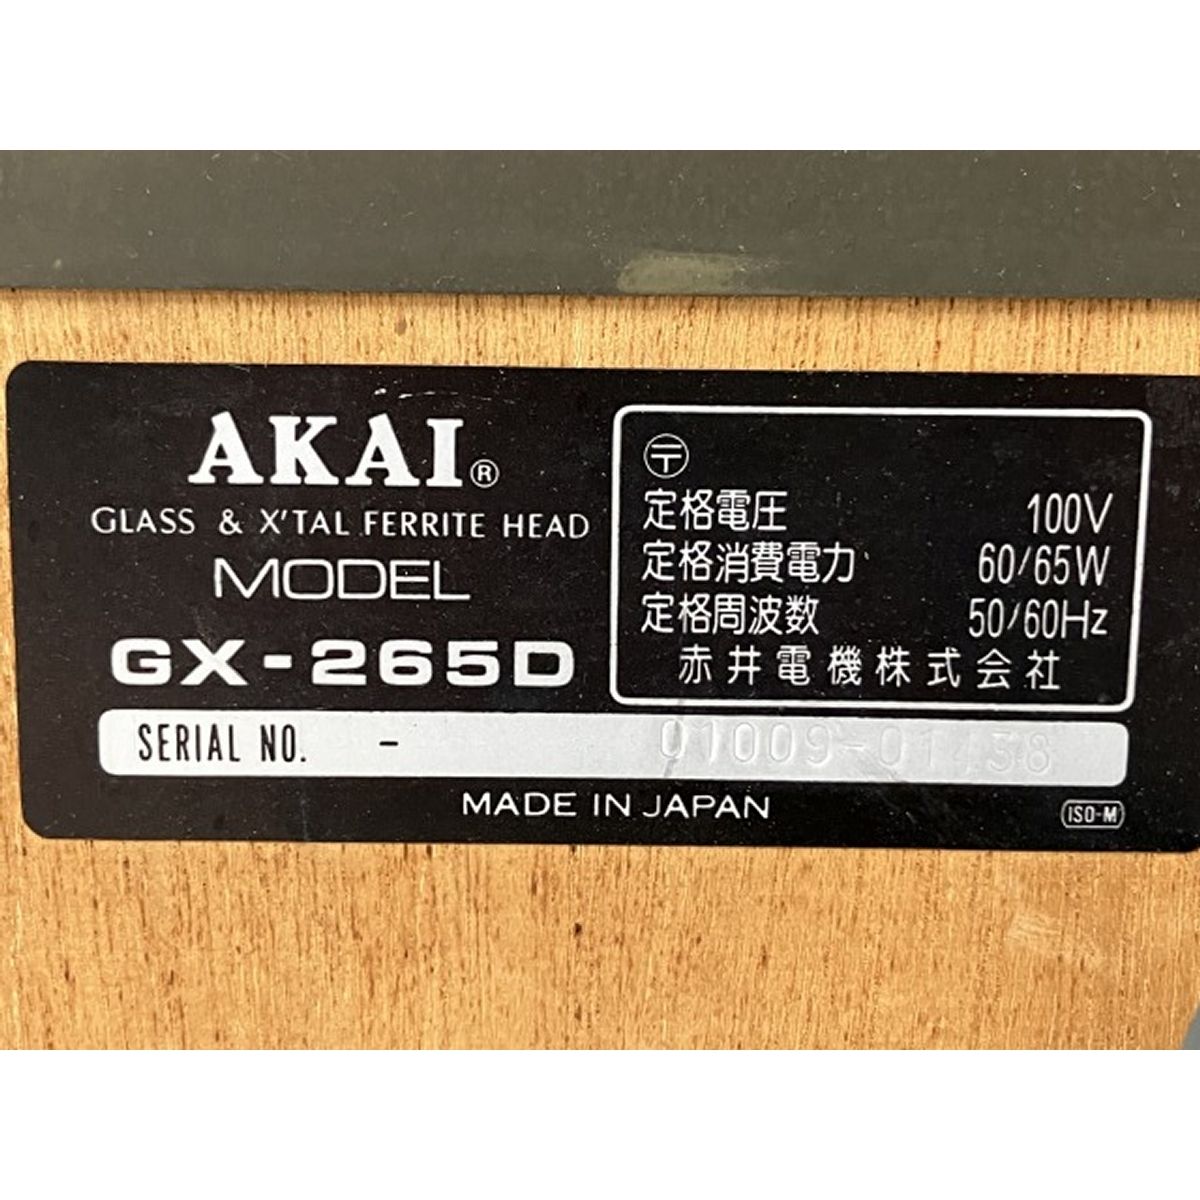 AKAI®
GLASS & X'TAL FERRITE HEAD
MODEL
GX-265D
〶
定格電圧 100V
定格消費電力 60/65W
定格周波数 50/60Hz
赤井電機株式会社
SERIAL NO. - 01009-01438
MADE IN JAPAN
ISO-M